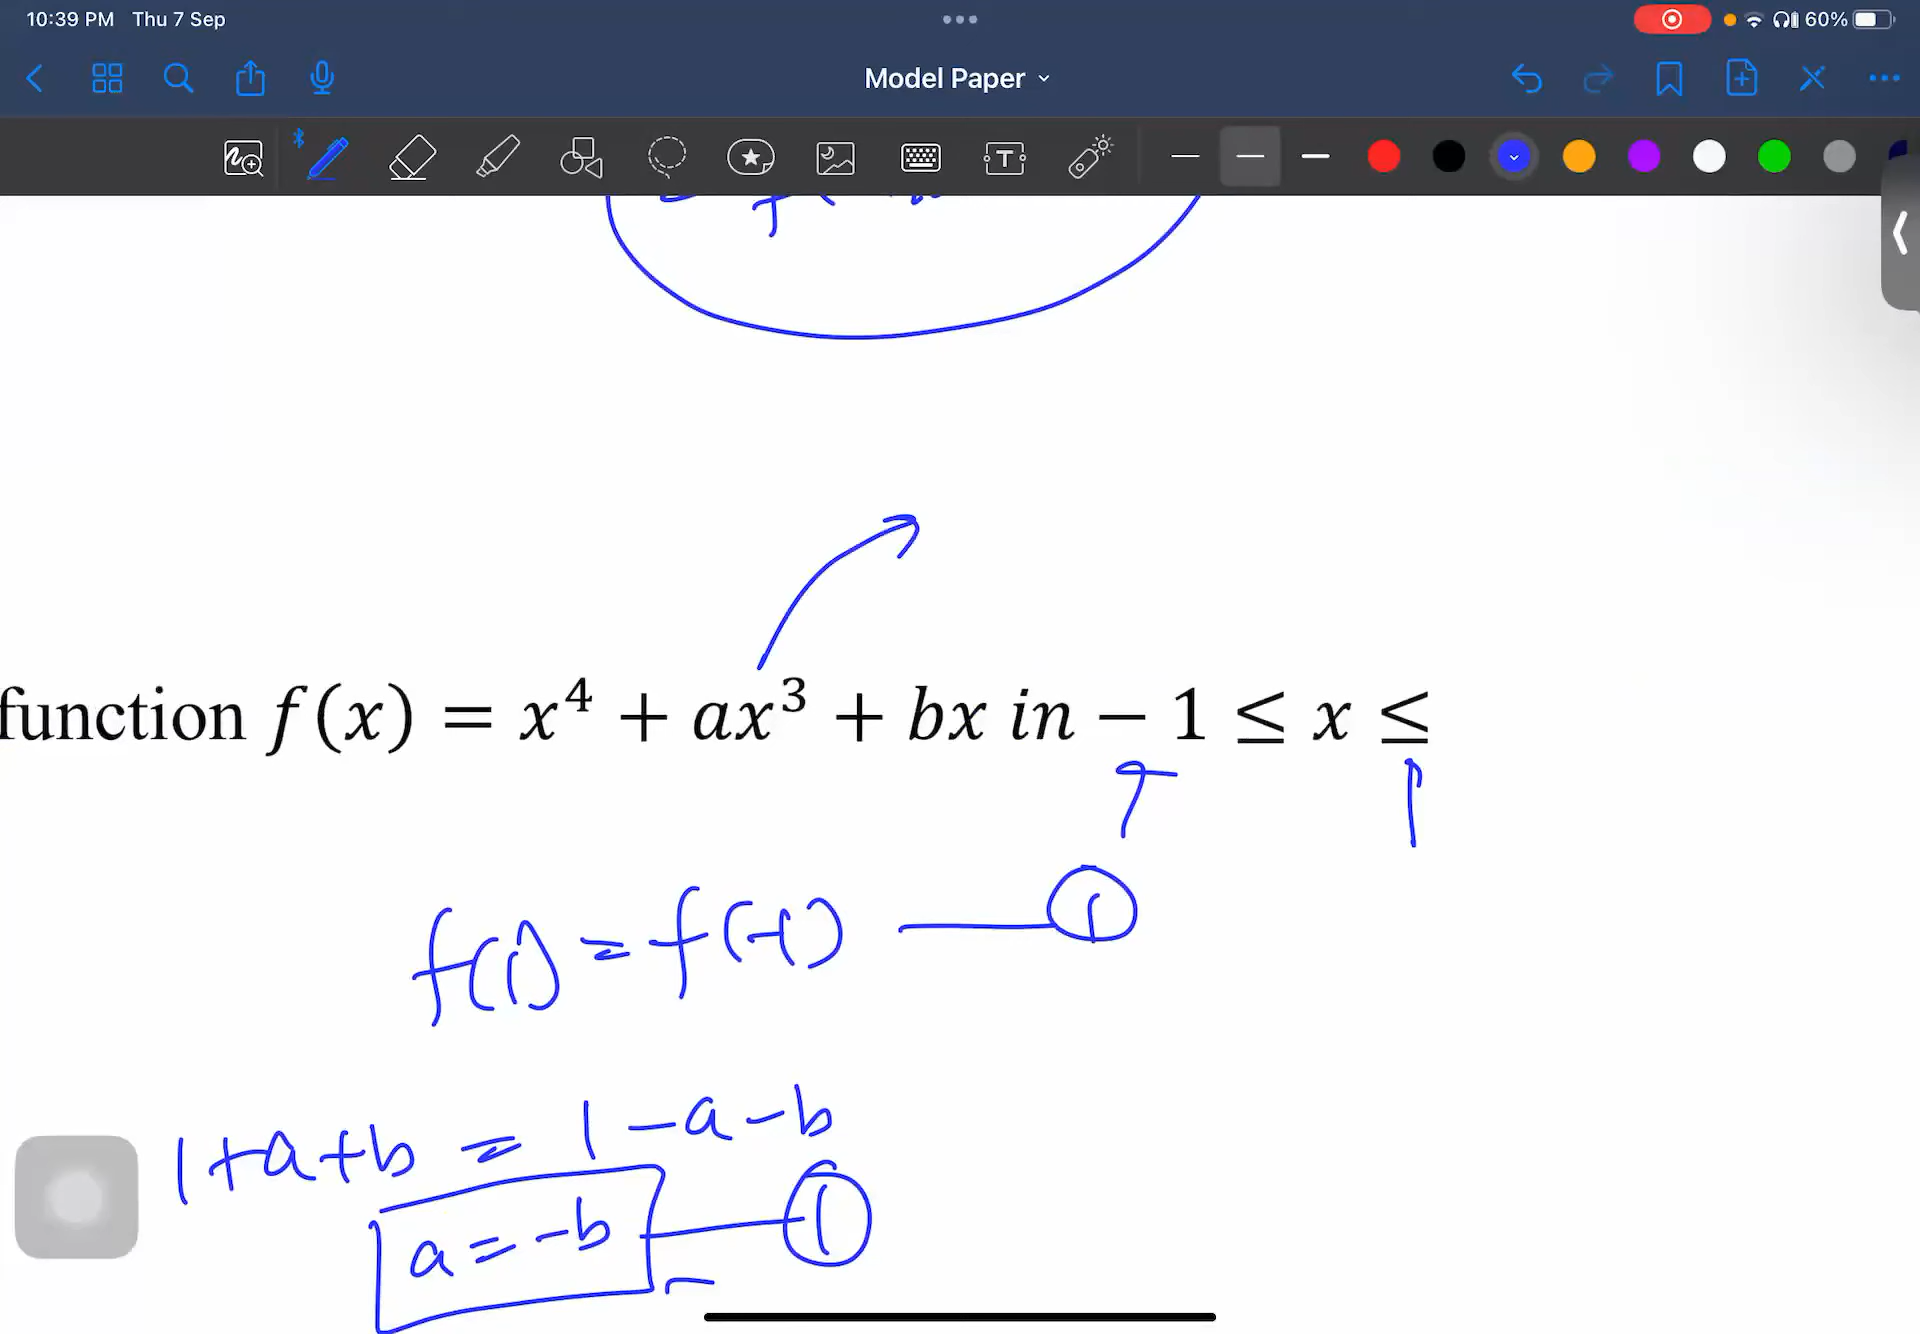 10:39 PM Thu 7 Sep
60%
Model Paper
function f(x) = x⁴ + ax³ + bx in − 1 ≤ x ≤
f(1) = f(-1) — ①
1+a+b = 1-a-b
a = -b — ①